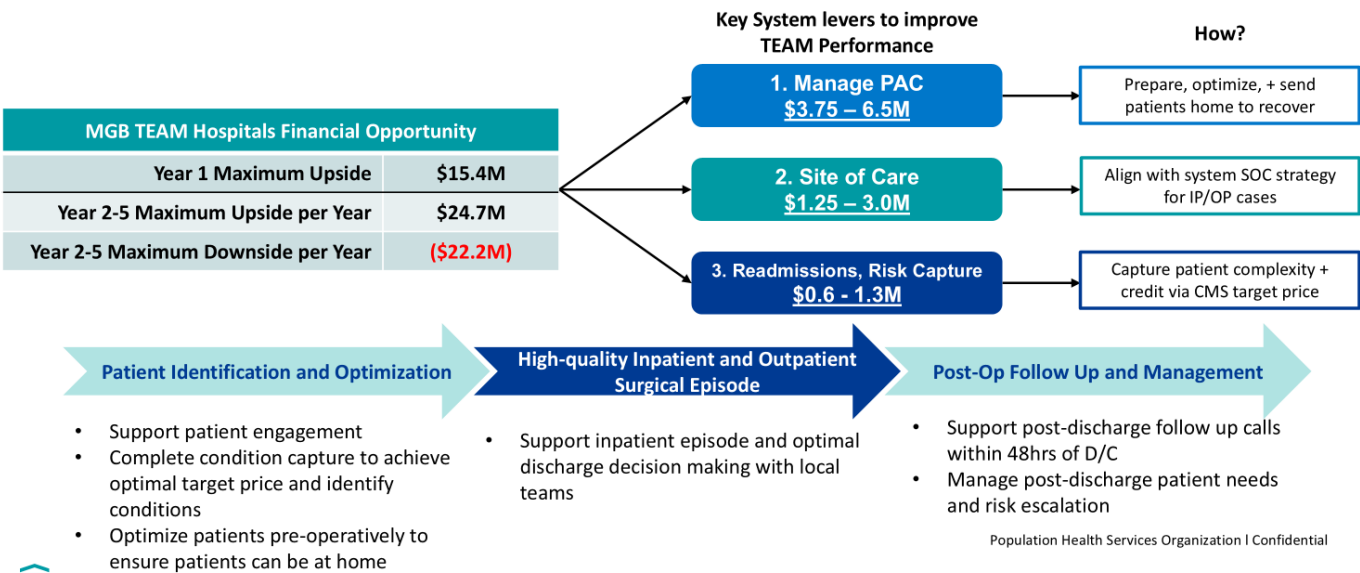 Key System levers to improve
TEAM Performance
How?
MGB TEAM Hospitals Financial Opportunity
Year 1 Maximum Upside $15.4M
Year 2-5 Maximum Upside per Year $24.7M
Year 2-5 Maximum Downside per Year ($22.2M)
1. Manage PAC
$3.75 – 6.5M
Prepare, optimize, + send
patients home to recover
2. Site of Care
$1.25 – 3.0M
Align with system SOC strategy
for IP/OP cases
3. Readmissions, Risk Capture
$0.6 - 1.3M
Capture patient complexity +
credit via CMS target price
Patient Identification and Optimization
• Support patient engagement
• Complete condition capture to achieve
optimal target price and identify
conditions
• Optimize patients pre-operatively to
ensure patients can be at home
High-quality Inpatient and Outpatient
Surgical Episode
• Support inpatient episode and optimal
discharge decision making with local
teams
Post-Op Follow Up and Management
• Support post-discharge follow up calls
within 48hrs of D/C
• Manage post-discharge patient needs
and risk escalation
Population Health Services Organization l Confidential